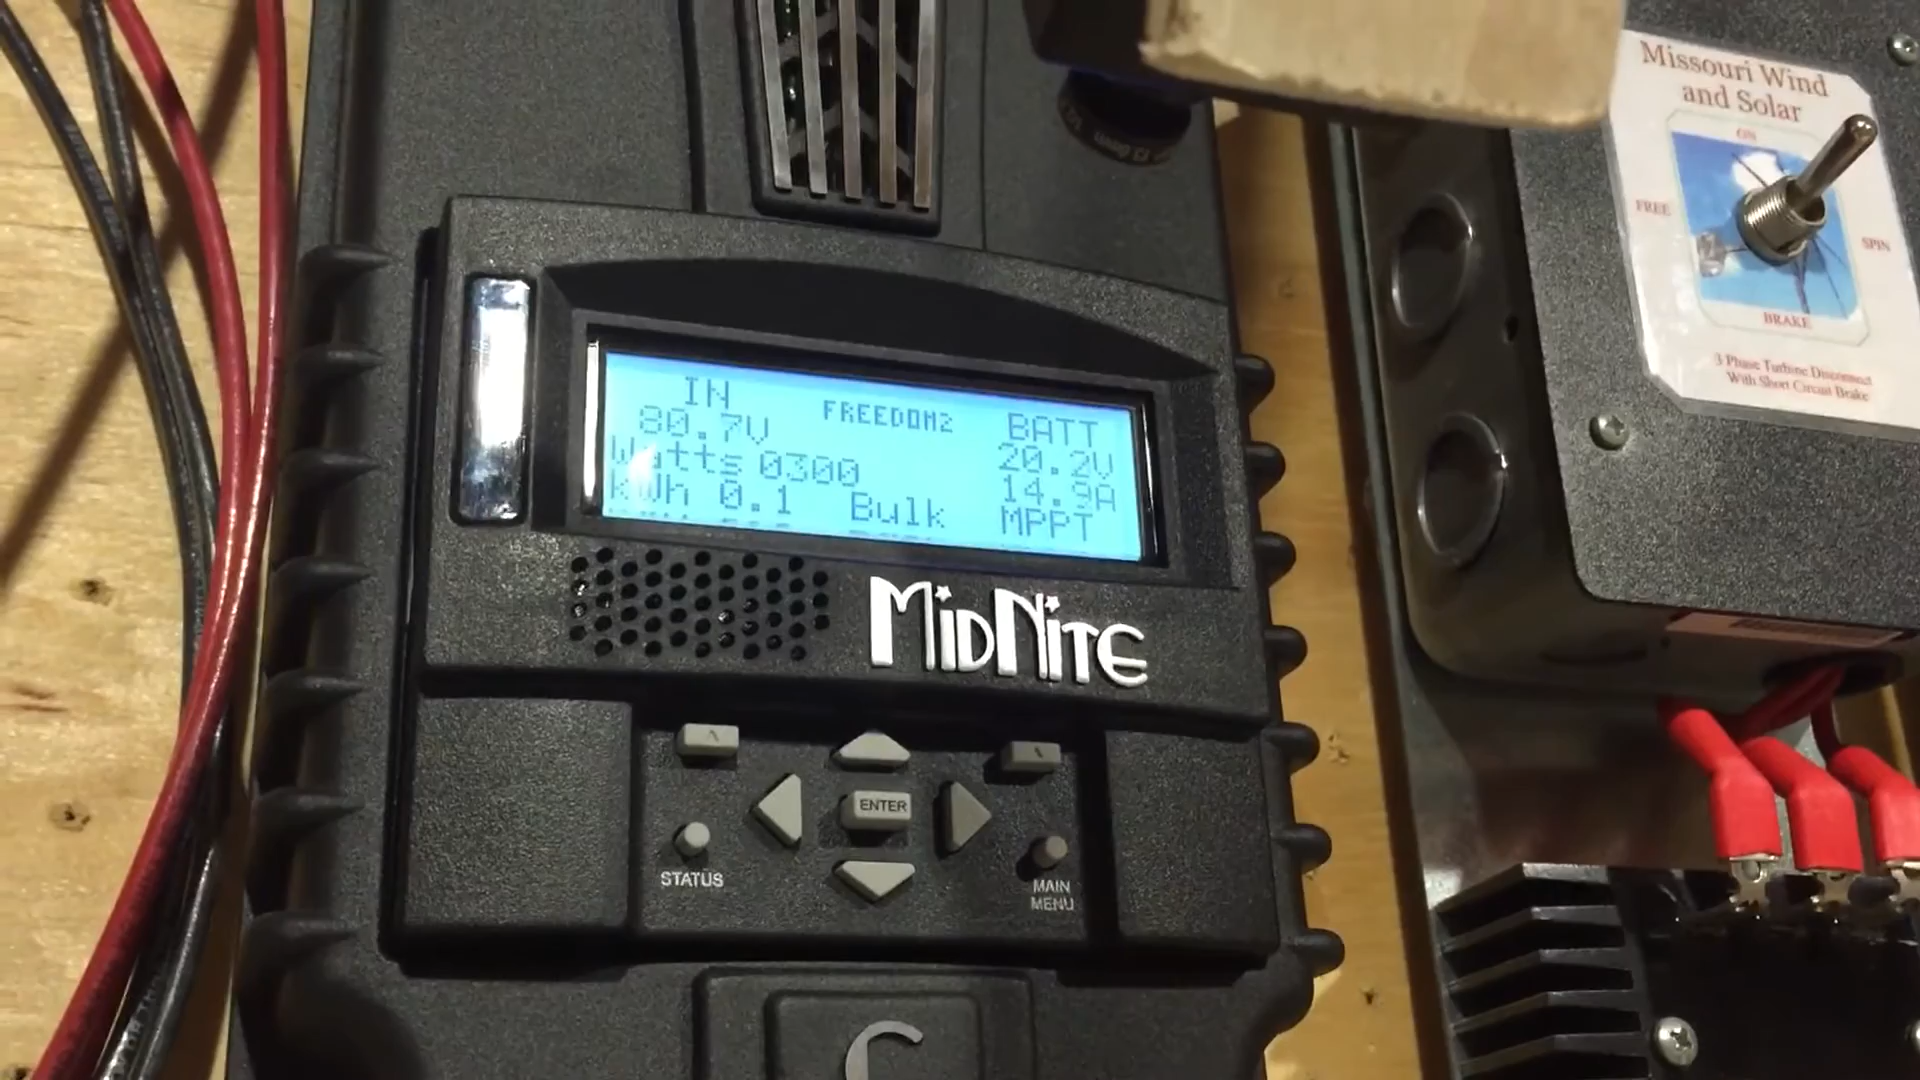 IN FREEDOM2 BATT
80.7V 20.2V
Watts 0300 14.9A
kWh 0.1 Bulk MPPT
MIDNITE
ENTER
STATUS
MAIN
MENU
C
Missouri Wind
and Solar
ON
FREE SPIN
BRAKE
3 Phase Turbine Disconnect
With Short Circuit Brake